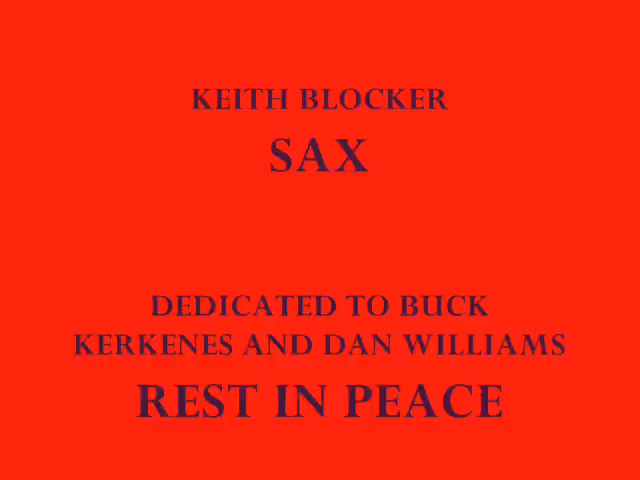 KEITH BLOCKER
SAX
DEDICATED TO BUCK
KERKENES AND DAN WILLIAMS
REST IN PEACE